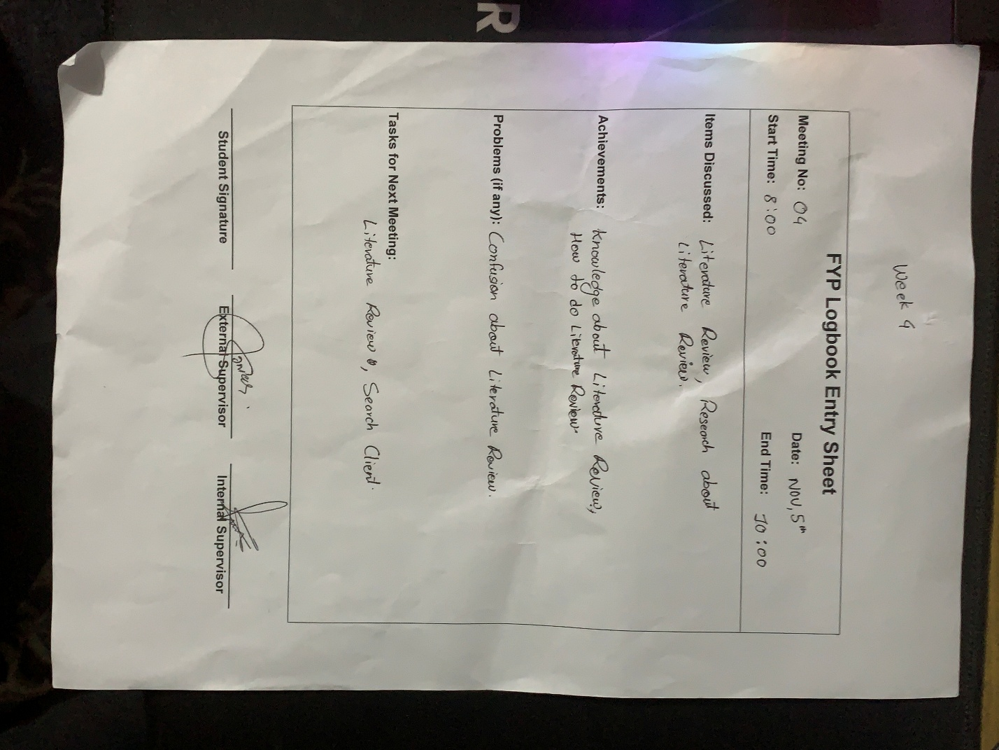 R
Week 4
FYP Logbook Entry Sheet
Meeting No: 04 Date: NOV, 5th
Start Time: 8:00 End Time: 10:00
Items Discussed: Literature Review, Research about
Literature Review.
Achievements: Knowledge about Literature Review,
How to do Literature Review.
Problems (if any): Confusion about Literature Review.
Tasks for Next Meeting:
Literature Review, Search Client.
Student Signature External Supervisor Internal Supervisor